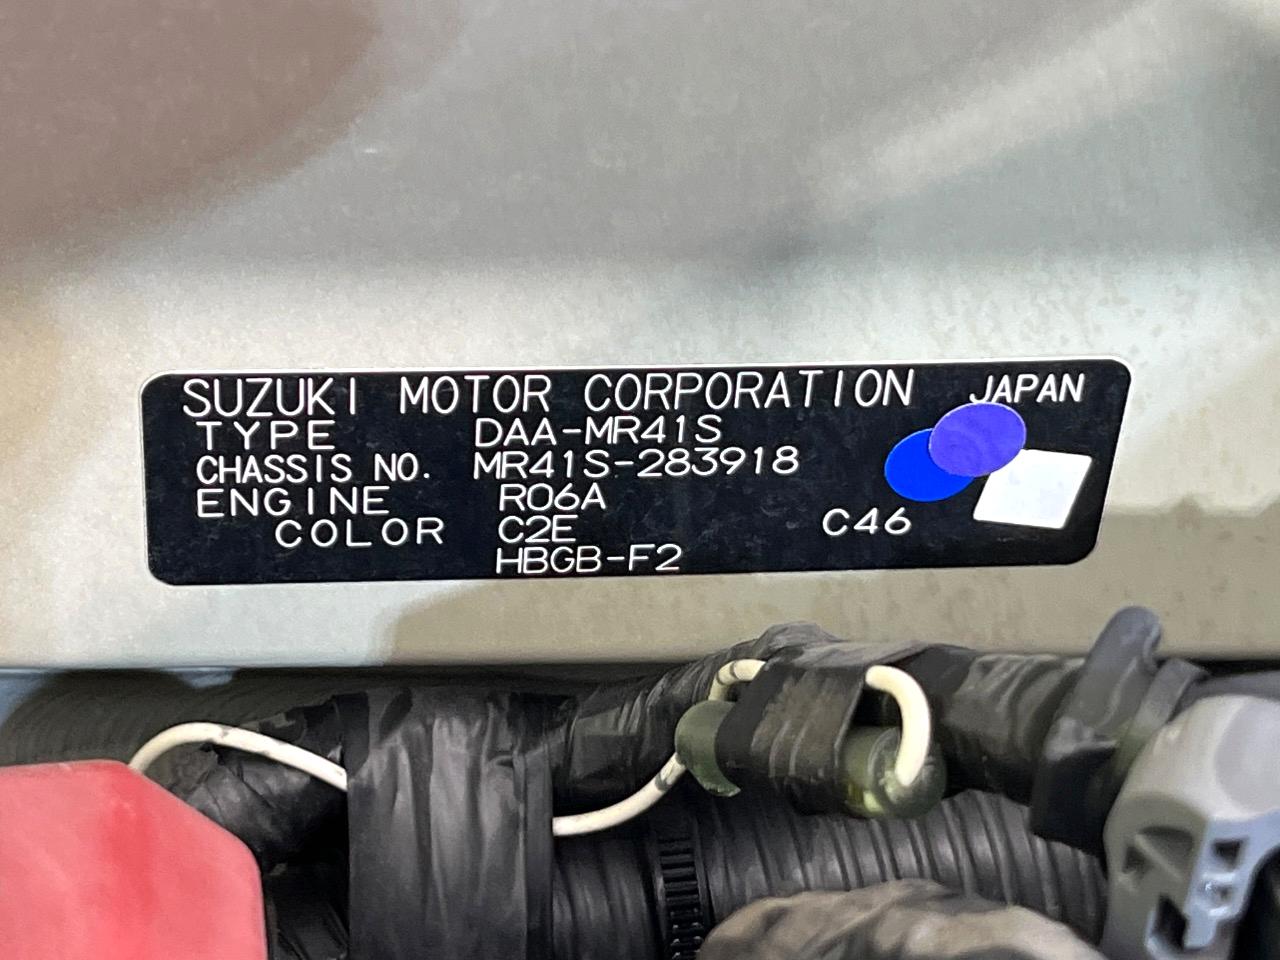 SUZUKI MOTOR CORPORATION JAPAN
TYPE DAA-MR41S
CHASSIS NO. MR41S-283918
ENGINE R06A
COLOR C2E C46
HBGB-F2